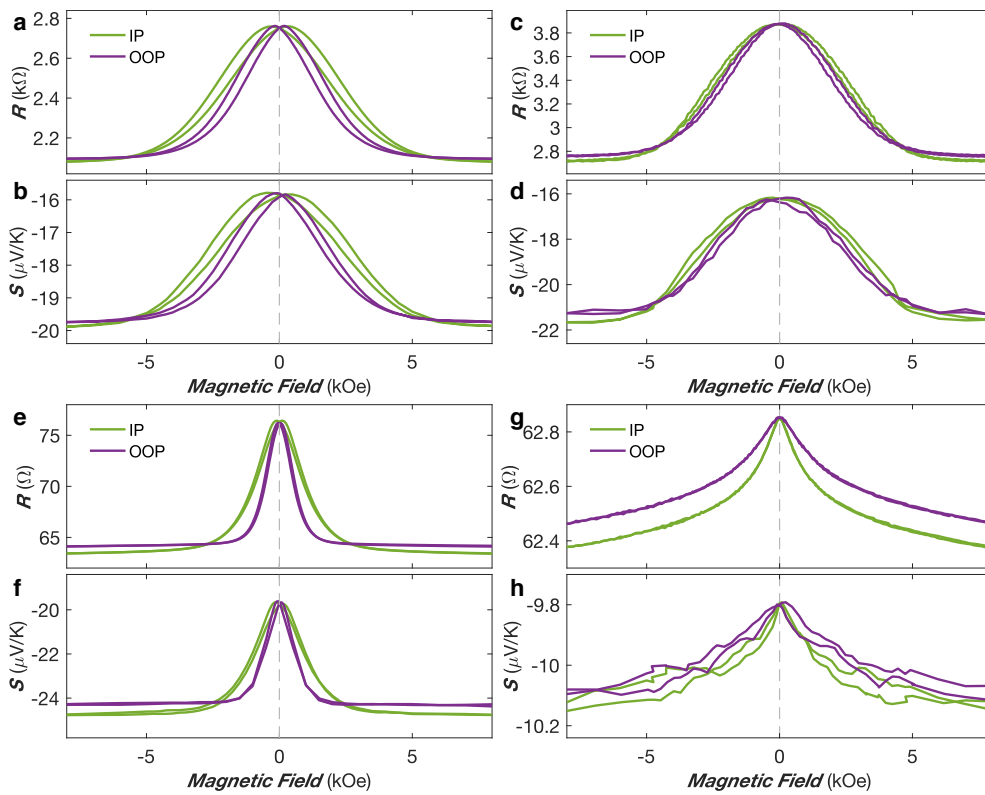 a
2.8
2.6
2.4
2.2
R (kΩ)
IP
OOP
c
3.8
3.6
3.4
3.2
3
2.8
R (kΩ)
IP
OOP
b
-16
-17
-18
-19
-20
S (μV/K)
-5
0
5
Magnetic Field (kOe)
d
-16
-18
-20
-22
S (μV/K)
-5
0
5
Magnetic Field (kOe)
e
75
70
65
R (Ω)
IP
OOP
g
62.8
62.6
62.4
R (Ω)
IP
OOP
f
-20
-22
-24
S (μV/K)
-5
0
5
Magnetic Field (kOe)
h
-9.8
-10
-10.2
S (μV/K)
-5
0
5
Magnetic Field (kOe)